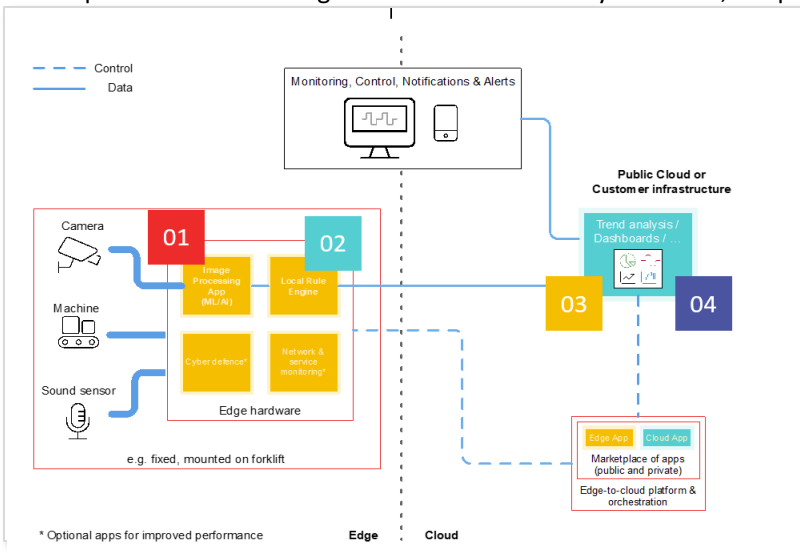 Control
Data
Monitoring, Control, Notifications & Alerts
Public Cloud or
Customer infrastructure
Trend analysis /
Dashboards / ...
01
02
03
04
Camera
Machine
Sound sensor
Image
Processing
App
(ML/AI)
Local Rule
Engine
Cyber defence*
Network &
service
monitoring*
Edge hardware
e.g. fixed, mounted on forklift
Edge App
Cloud App
Marketplace of apps
(public and private)
Edge-to-cloud platform &
orchestration
* Optional apps for improved performance
Edge
Cloud